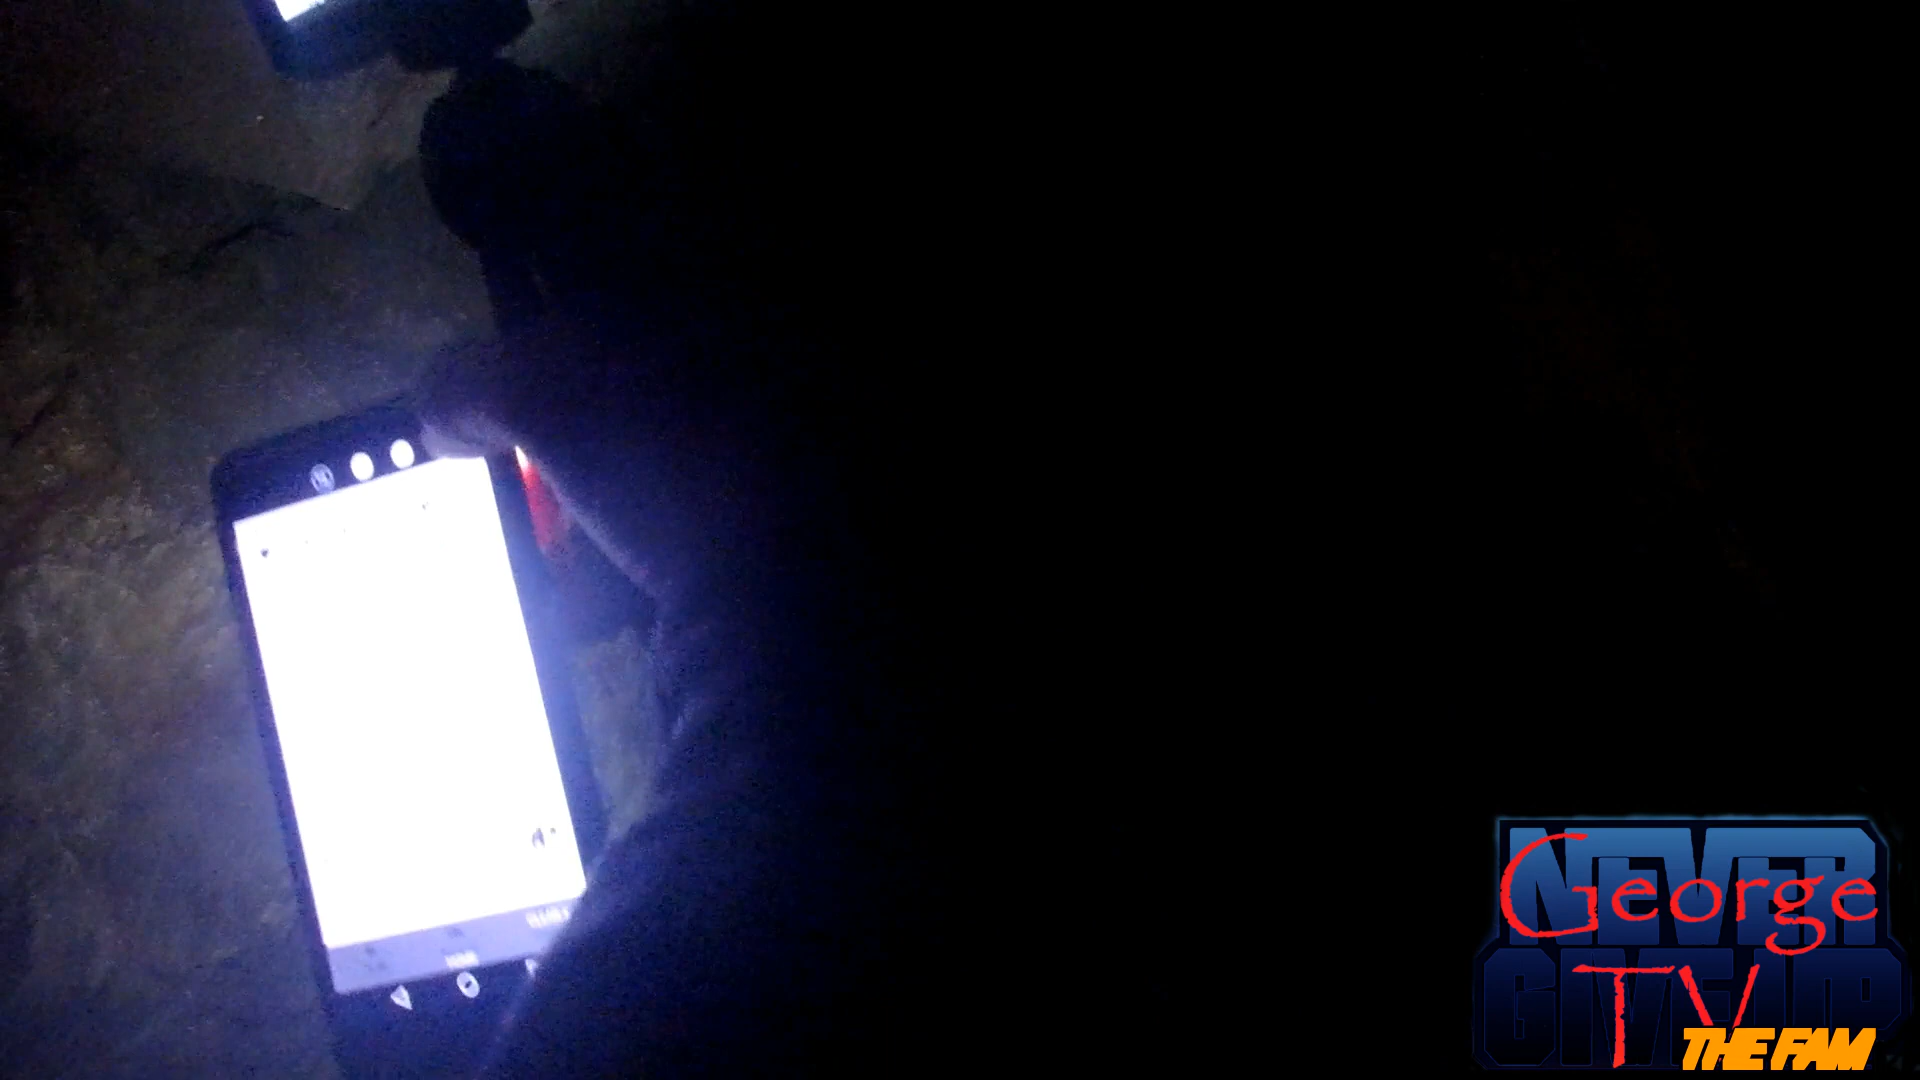 NEVER
GIVE UP
George
TV
THE FAM